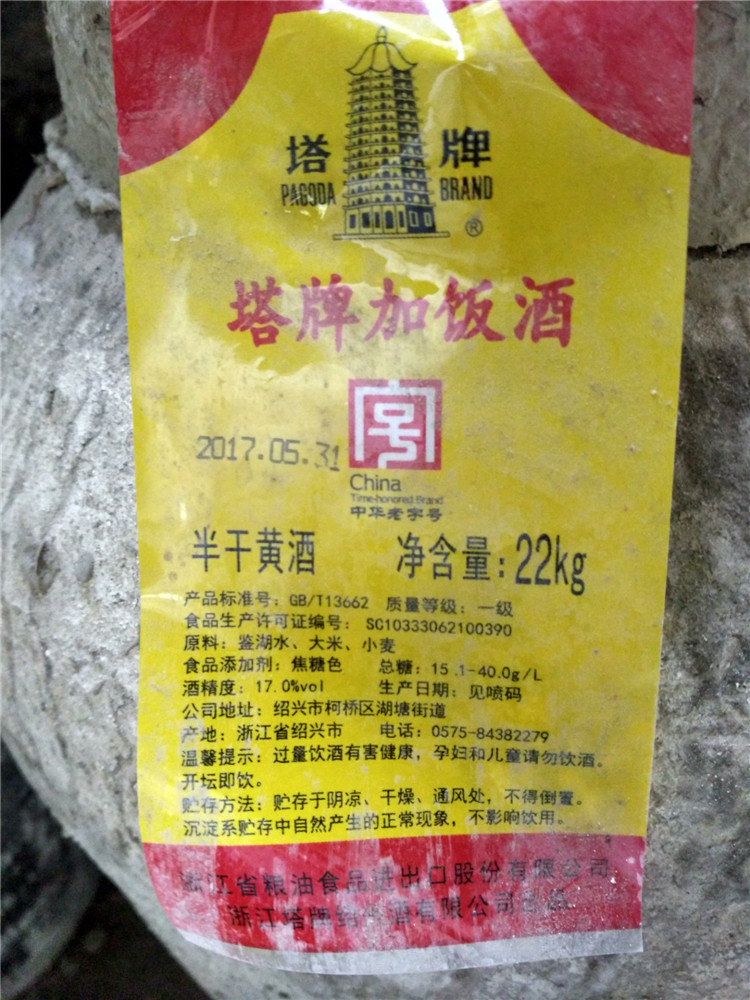 塔 牌
PAGODA BRAND
®
塔牌加饭酒
2017.05.31
China
Time-honored Brand
中华老字号
半干黄酒 净含量:22kg
产品标准号: GB/T13662 质量等级: 一级
食品生产许可证编号: SC10333062100390
原料: 鉴湖水、大米、小麦
食品添加剂: 焦糖色 总糖: 15.1-40.0g/L
酒精度: 17.0%vol 生产日期: 见喷码
公司地址: 绍兴市柯桥区湖塘街道
产地: 浙江省绍兴市 电话: 0575-84382279
温馨提示: 过量饮酒有害健康, 孕妇和儿童请勿饮酒。
开坛即饮。
贮存方法: 贮存于阴凉、干燥、通风处, 不得倒置。
沉淀系贮存中自然产生的正常现象, 不影响饮用。
浙江省粮油食品进出口股份有限公司
浙江塔牌绍兴酒有限公司出品